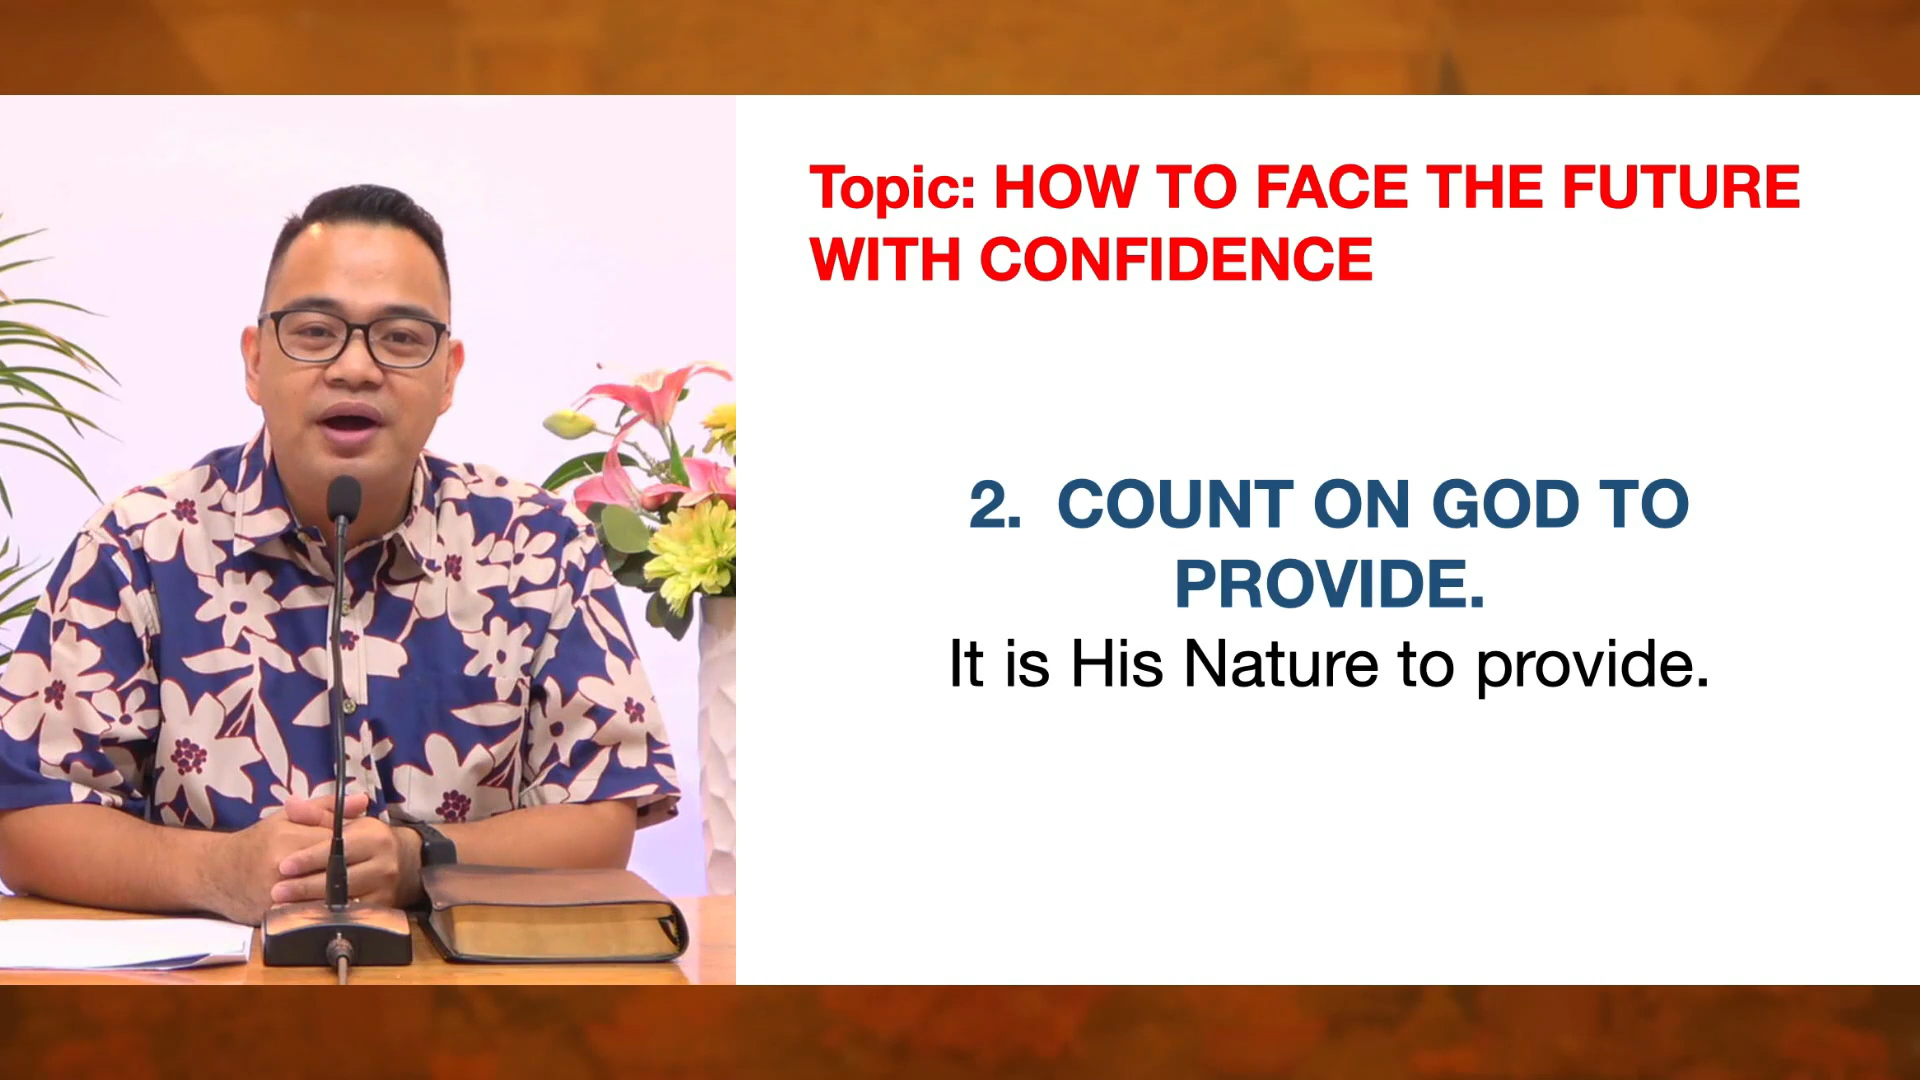 Topic: HOW TO FACE THE FUTURE
WITH CONFIDENCE
2. COUNT ON GOD TO
PROVIDE.
It is His Nature to provide.